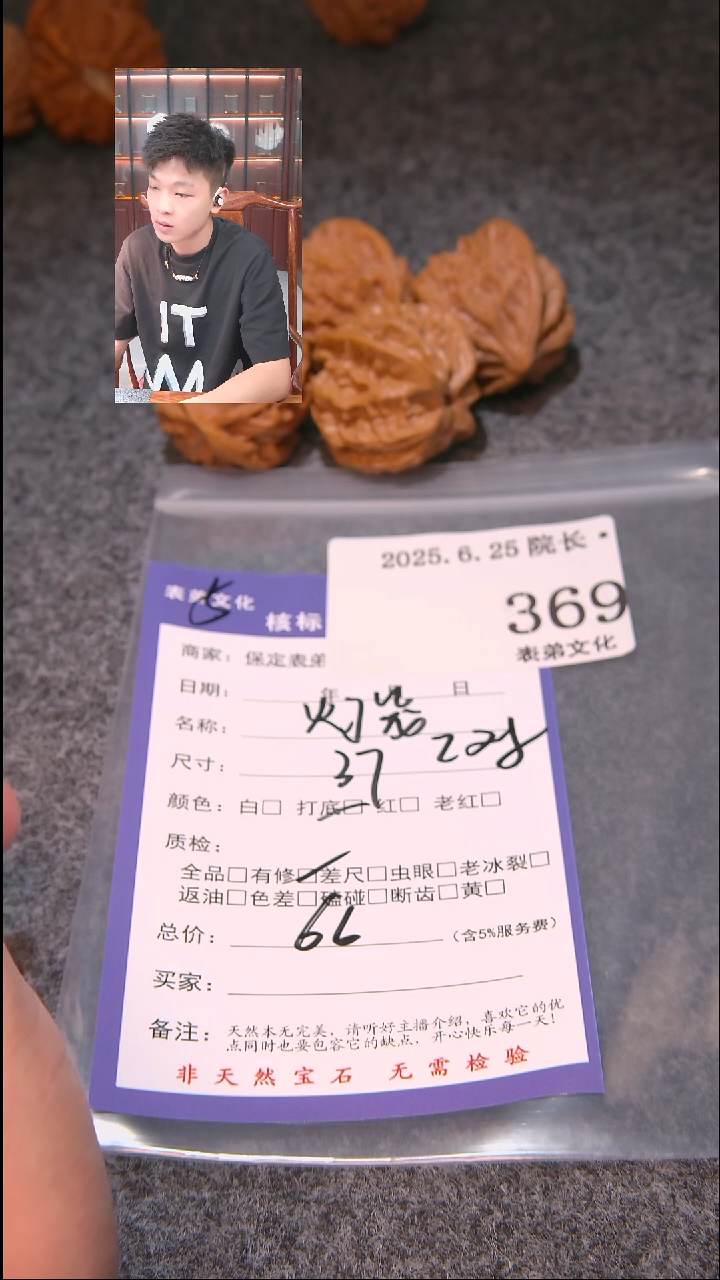 IT
2025.6.25 院长
369
表弟文化
表弟文化
核标
商家：保定表弟
日期： 年 日
名称：灯笼
尺寸：37 22g
颜色：白□ 打底□ 红□ 老红□
质检：
全品□有修□差尺□虫眼□老冰裂□
返油□色差□磕碰□断齿□黄□
总价：（含5%服务费）
买家：
备注：天然本无完美，请听好主播介绍，喜欢它的优
点同时也要包容它的缺点，开心快乐每一天！
非天然宝石 无需检验